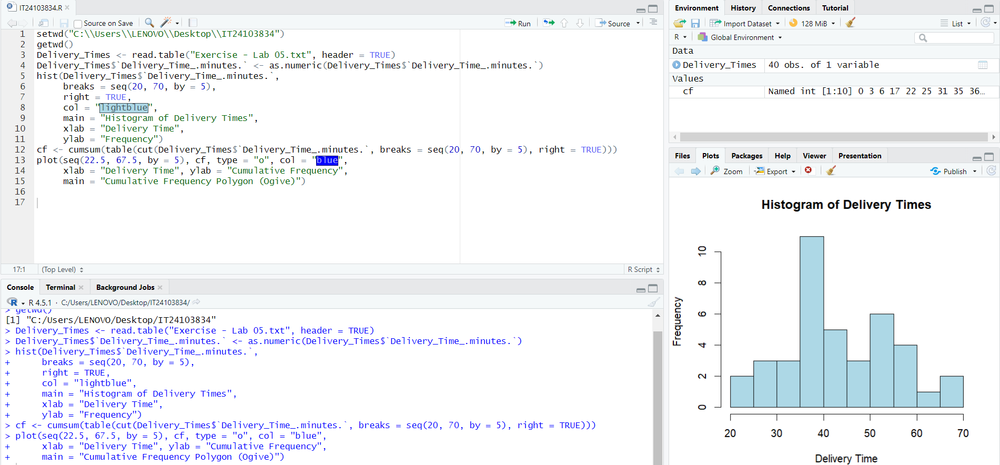 IT24103834.R
Source on Save
Run
Source
1 setwd("C:\\Users\\LENOVO\\Desktop\\IT24103834")
2 getwd()
3 Delivery_Times <- read.table("Exercise - Lab 05.txt", header = TRUE)
4 Delivery_Times$`Delivery_Time_.minutes.` <- as.numeric(Delivery_Times$`Delivery_Time_.minutes.`)
5 hist(Delivery_Times$`Delivery_Time_.minutes.`,
6      breaks = seq(20, 70, by = 5),
7      right = TRUE,
8      col = "lightblue",
9      main = "Histogram of Delivery Times",
10      xlab = "Delivery Time",
11      ylab = "Frequency")
12 cf <- cumsum(table(cut(Delivery_Times$`Delivery_Time_.minutes.`, breaks = seq(20, 70, by = 5), right = TRUE)))
13 plot(seq(22.5, 67.5, by = 5), cf, type = "o", col = "blue",
14      xlab = "Delivery Time", ylab = "Cumulative Frequency",
15      main = "Cumulative Frequency Polygon (Ogive)")
16
17
17:1 (Top Level) R Script
Console Terminal Background Jobs
R 4.5.1 · C:/Users/LENOVO/Desktop/IT24103834/
> getwd()
[1] "C:/Users/LENOVO/Desktop/IT24103834"
> Delivery_Times <- read.table("Exercise - Lab 05.txt", header = TRUE)
> Delivery_Times$`Delivery_Time_.minutes.` <- as.numeric(Delivery_Times$`Delivery_Time_.minutes.`)
> hist(Delivery_Times$`Delivery_Time_.minutes.`,
+      breaks = seq(20, 70, by = 5),
+      right = TRUE,
+      col = "lightblue",
+      main = "Histogram of Delivery Times",
+      xlab = "Delivery Time",
+      ylab = "Frequency")
> cf <- cumsum(table(cut(Delivery_Times$`Delivery_Time_.minutes.`, breaks = seq(20, 70, by = 5), right = TRUE)))
> plot(seq(22.5, 67.5, by = 5), cf, type = "o", col = "blue",
+      xlab = "Delivery Time", ylab = "Cumulative Frequency",
+      main = "Cumulative Frequency Polygon (Ogive)")
Environment History Connections Tutorial
Import Dataset 128 MiB List
R Global Environment
Data
Delivery_Times 40 obs. of 1 variable
Values
cf Named int [1:10] 0 3 6 17 22 25 31 35 36…
Files Plots Packages Help Viewer Presentation
Zoom Export Publish
Histogram of Delivery Times
Frequency
10
8
6
4
2
0
20 30 40 50 60 70
Delivery Time